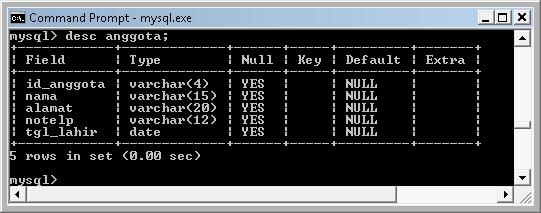 Command Prompt - mysql.exe
mysql> desc anggota;
+------------+-------------+------+-----+---------+-------+
| Field      | Type        | Null | Key | Default | Extra |
+------------+-------------+------+-----+---------+-------+
| id_anggota | varchar(4)  | YES  |     | NULL    |       |
| nama       | varchar(15) | YES  |     | NULL    |       |
| alamat     | varchar(20) | YES  |     | NULL    |       |
| notelp     | varchar(12) | YES  |     | NULL    |       |
| tgl_lahir  | date        | YES  |     | NULL    |       |
+------------+-------------+------+-----+---------+-------+
5 rows in set (0.00 sec)
mysql>